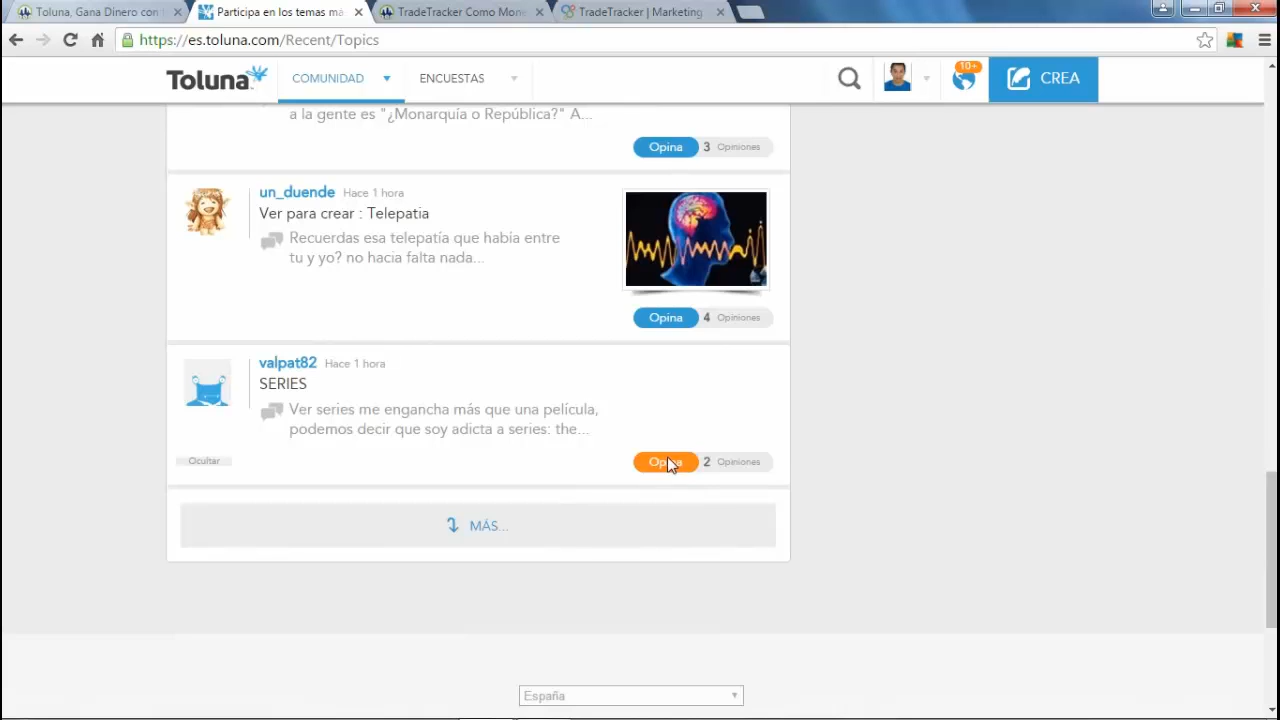 Toluna, Gana Dinero con
Participa en los temas má
TradeTracker Como Mon
TradeTracker | Marketing
https://es.toluna.com/Recent/Topics
Toluna
COMUNIDAD
ENCUESTAS
10+
CREA
a la gente es "¿Monarquía o República?" A...
Opina 3 Opiniones
un_duende Hace 1 hora
Ver para crear : Telepatia
Recuerdas esa telepatía que habia entre
tu y yo? no hacia falta nada...
Opina 4 Opiniones
valpat82 Hace 1 hora
SERIES
Ver series me engancha más que una película,
podemos decir que soy adicta a series: the...
Ocultar
Opina 2 Opiniones
MÁS...
España